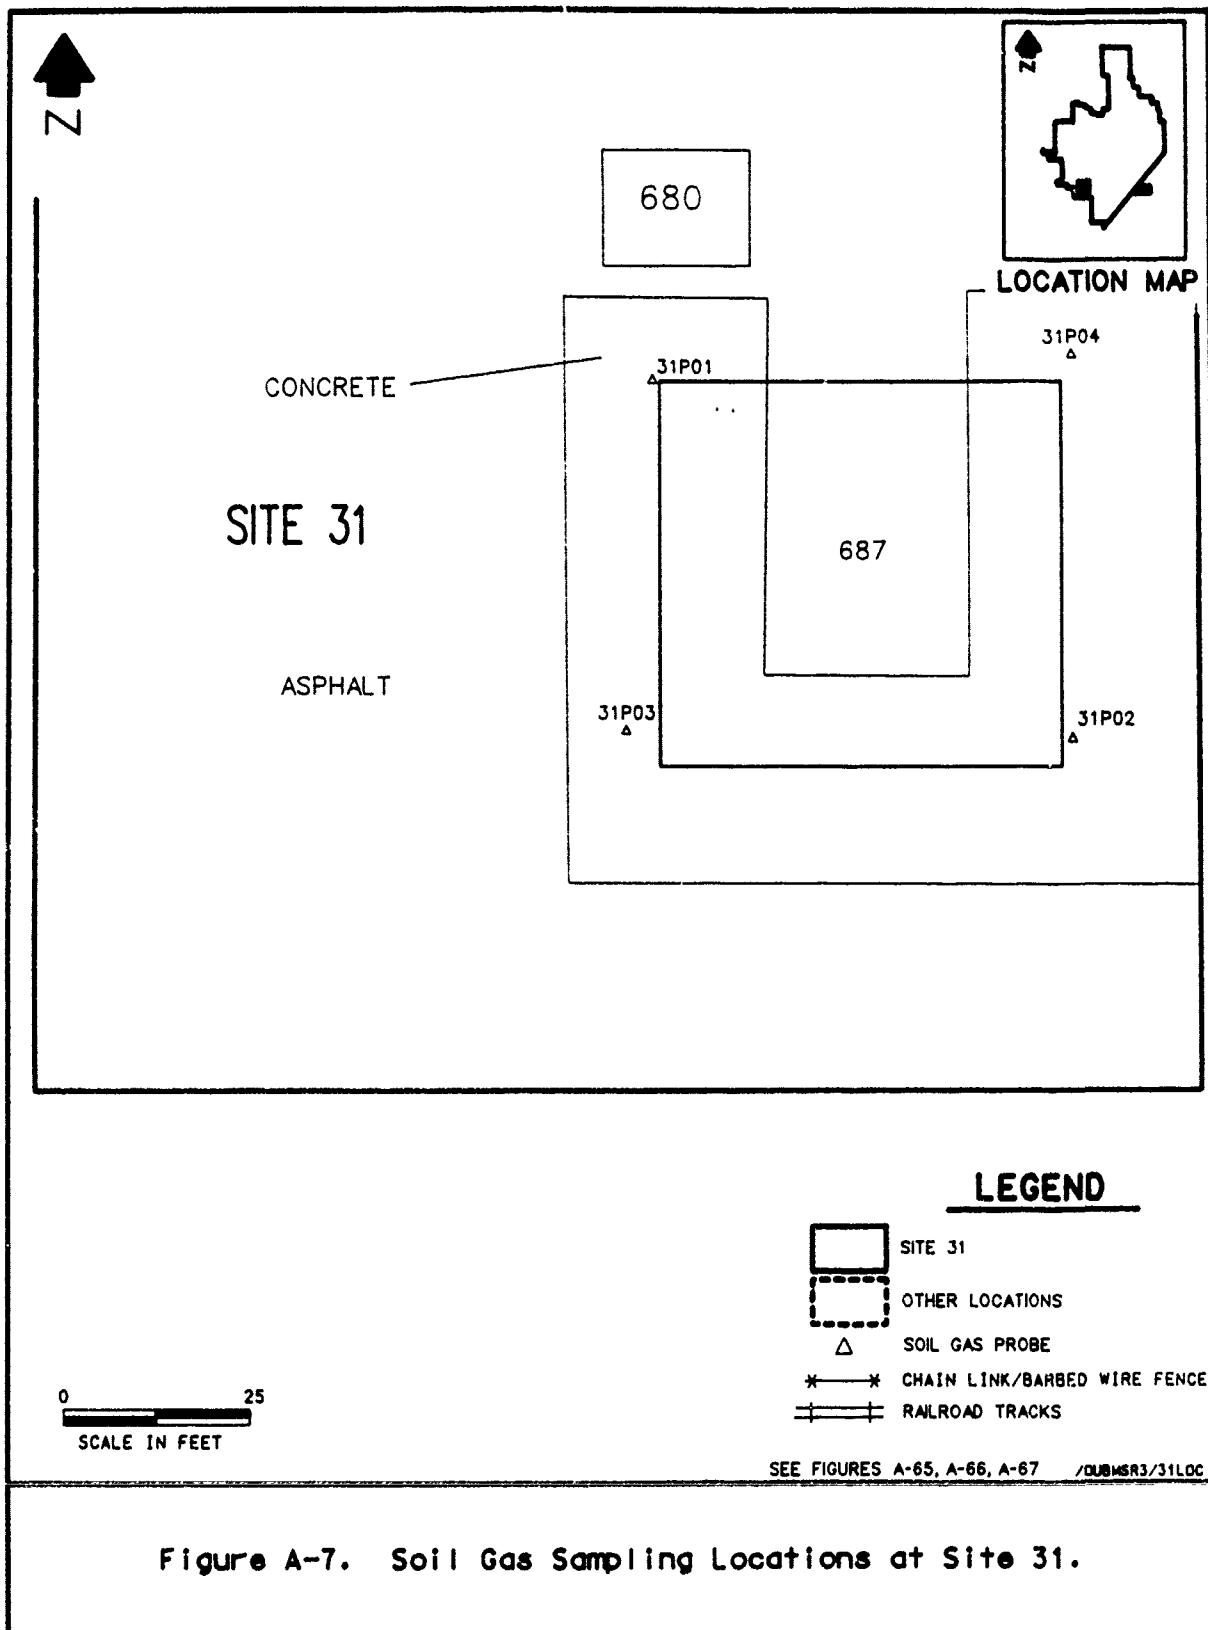 N
N
680
LOCATION MAP
31P04
31P01
CONCRETE
SITE 31
687
ASPHALT
31P03
31P02
LEGEND
SITE 31
OTHER LOCATIONS
SOIL GAS PROBE
CHAIN LINK/BARBED WIRE FENCE
RAILROAD TRACKS
0 25
SCALE IN FEET
SEE FIGURES A-65, A-66, A-67 /DUBMSR3/31LOC
Figure A-7. Soil Gas Sampling Locations at Site 31.